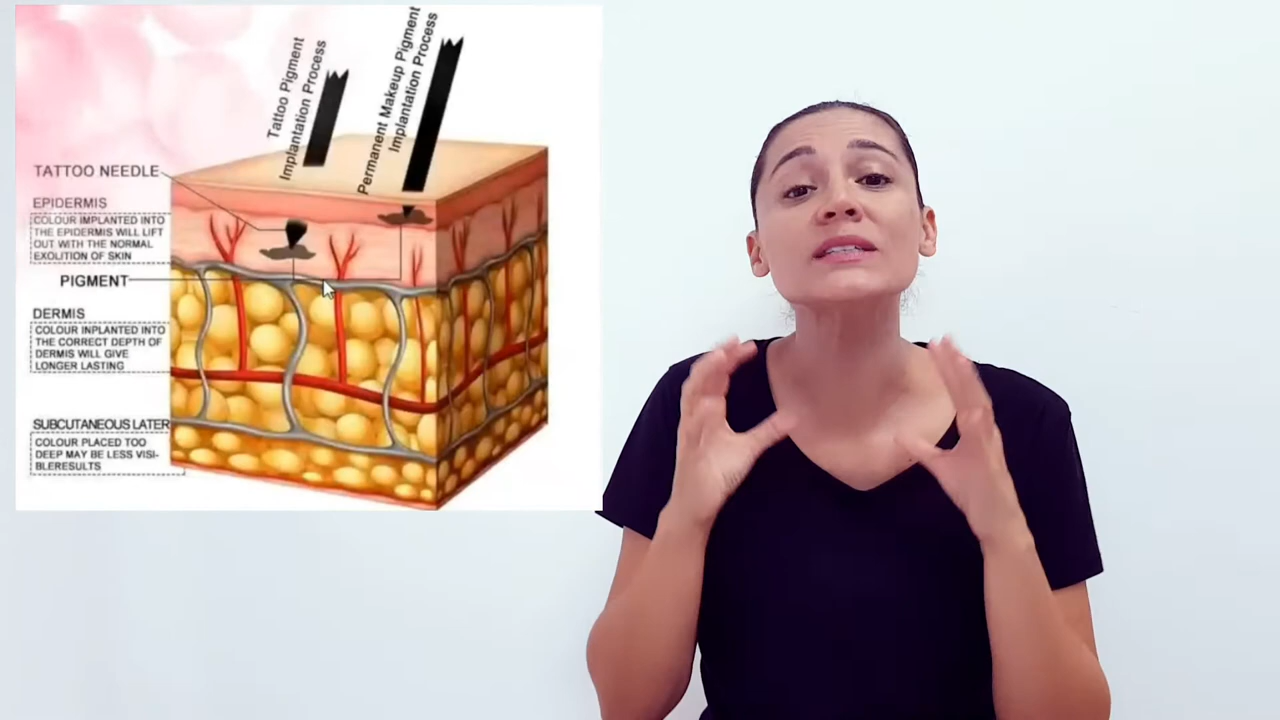 Tattoo Pigment
Implantation Process
Permanent Makeup Pigment
Implantation Process
TATTOO NEEDLE
EPIDERMIS
COLOUR IMPLANTED INTO
THE EPIDERMIS WILL LIFT
OUT WITH THE NORMAL
EXOLITION OF SKIN
PIGMENT
DERMIS
COLOUR INPLANTED INTO
THE CORRECT DEPTH OF
DERMIS WILL GIVE
LONGER LASTING
SUBCUTANEOUS LATER
COLOUR PLACED TOO
DEEP MAY BE LESS VISI-
BLERESULTS